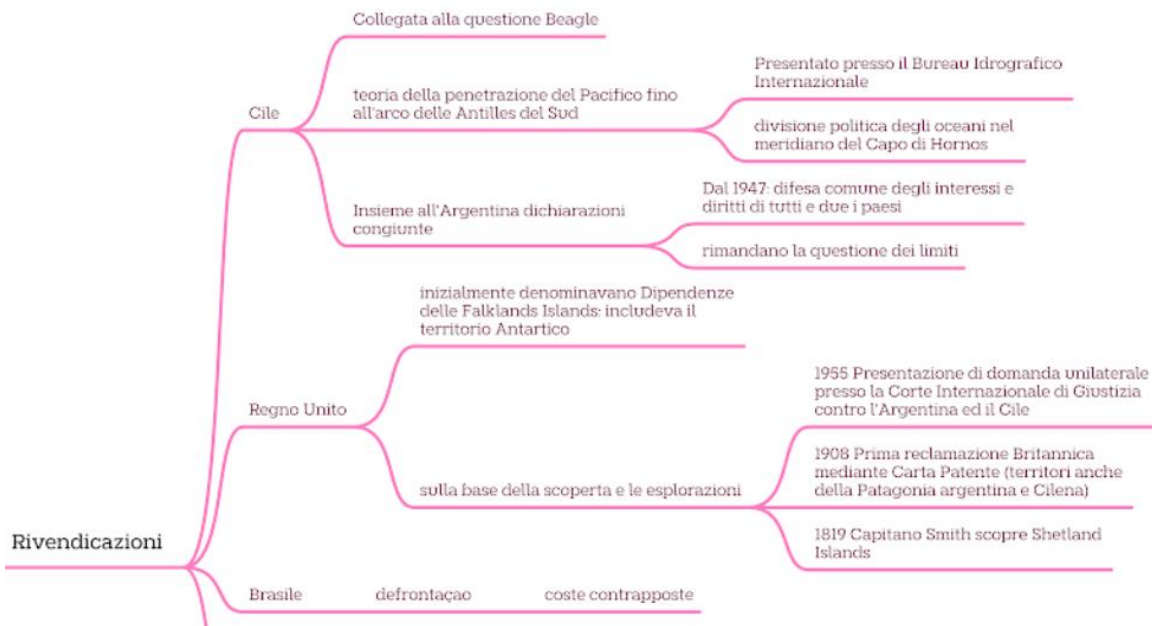 Rivendicazioni
Cile
Collegata alla questione Beagle
teoria della penetrazione del Pacifico fino
all'arco delle Antilles del Sud
Presentato presso il Bureau Idrografico
Internazionale
divisione politica degli oceani nel
meridiano del Capo di Hornos
Insieme all'Argentina dichiarazioni
congiunte
Dal 1947: difesa comune degli interessi e
diritti di tutti e due i paesi
rimandano la questione dei limiti
Regno Unito
inizialmente denominavano Dipendenze
delle Falklands Islands: includeva il
territorio Antartico
sulla base della scoperta e le esplorazioni
1955 Presentazione di domanda unilaterale
presso la Corte Internazionale di Giustizia
contro l'Argentina ed il Cile
1908 Prima reclamazione Britannica
mediante Carta Patente (territori anche
della Patagonia argentina e Cilena)
1819 Capitano Smith scopre Shetland
Islands
Brasile
defrontaçao
coste contrapposte